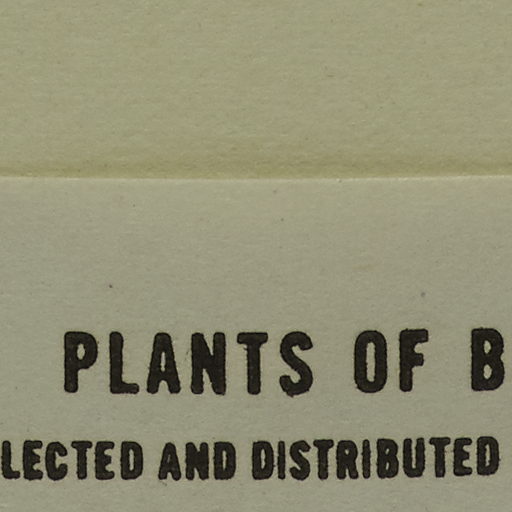 PLANTS OF B
LECTED AND DISTRIBUTED